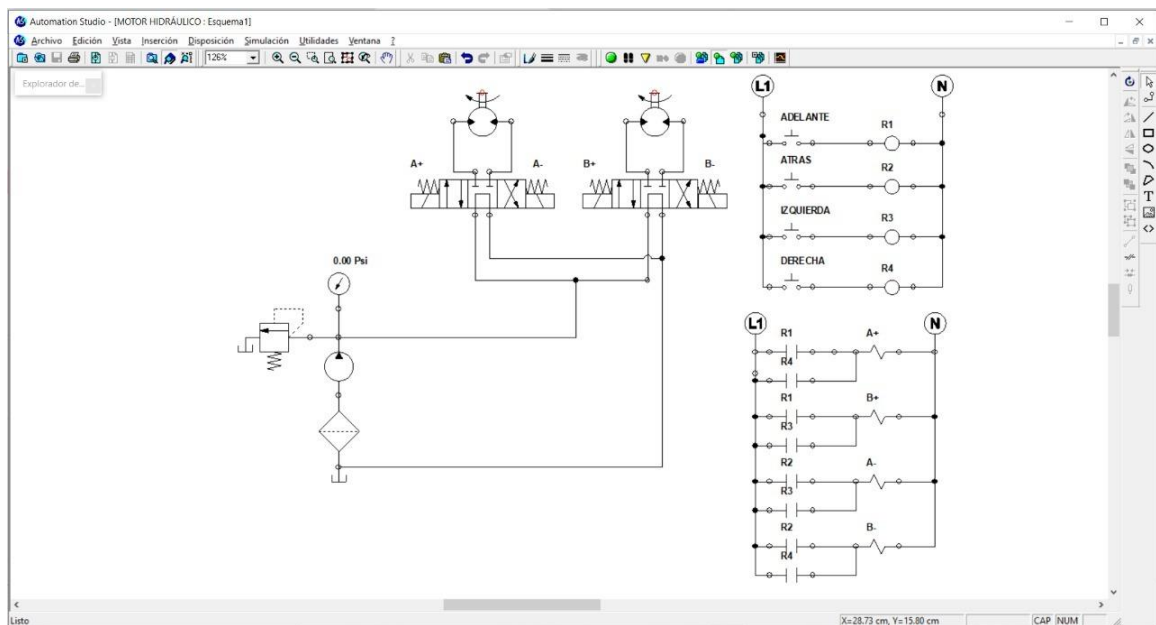 Automation Studio - [MOTOR HIDRÁULICO : Esquema1]
Archivo Edición Vista Inserción Disposición Simulación Utilidades Ventana ?
126%
Explorador de...
A+ A- B+ B-
0.00 Psi
L1 N
ADELANTE R1
ATRAS R2
IZQUIERDA R3
DERECHA R4
L1 N
R1 A+
R4
R1 B+
R3
R2 A-
R3
R2 B-
R4
Listo X=28.73 cm, Y=15.80 cm CAP NUM